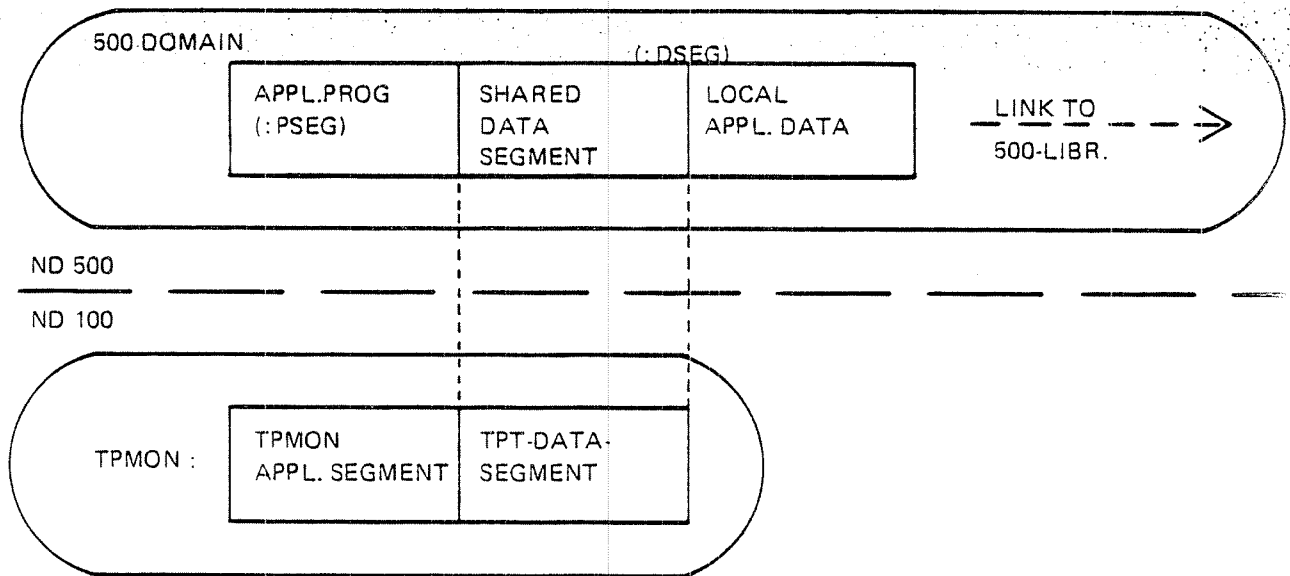 500 DOMAIN
(: DSEG)
APPL.PROG
(: PSEG)
SHARED
DATA
SEGMENT
LOCAL
APPL. DATA
LINK TO
500-LIBR.
ND 500
ND 100
TPMON :
TPMON
APPL. SEGMENT
TPT-DATA-
SEGMENT